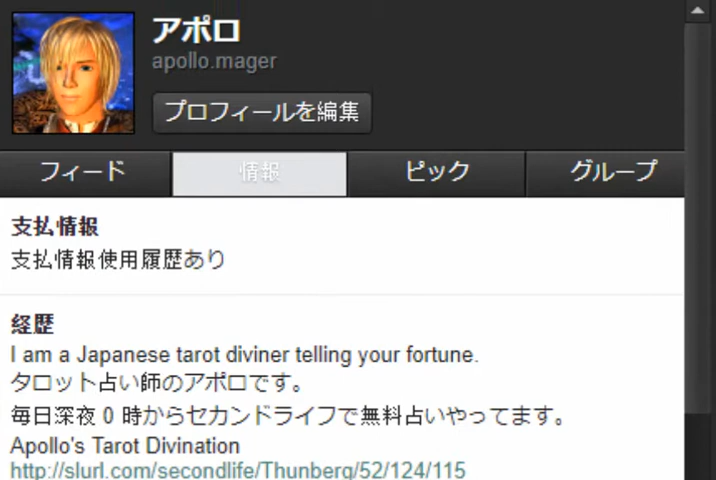 アポロ
apollo.mager
プロフィールを編集
フィード 情報 ピック グループ
支払情報
支払情報使用履歴あり
経歴
I am a Japanese tarot diviner telling your fortune.
タロット占い師のアポロです。
毎日深夜 0 時からセカンドライフで無料占いやってます。
Apollo's Tarot Divination
http://slurl.com/secondlife/Thunberg/52/124/115